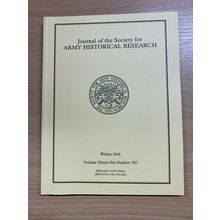 Journal of the Society for
ARMY HISTORICAL RESEARCH
Winter 2018
Volume Ninety-Six Number 387